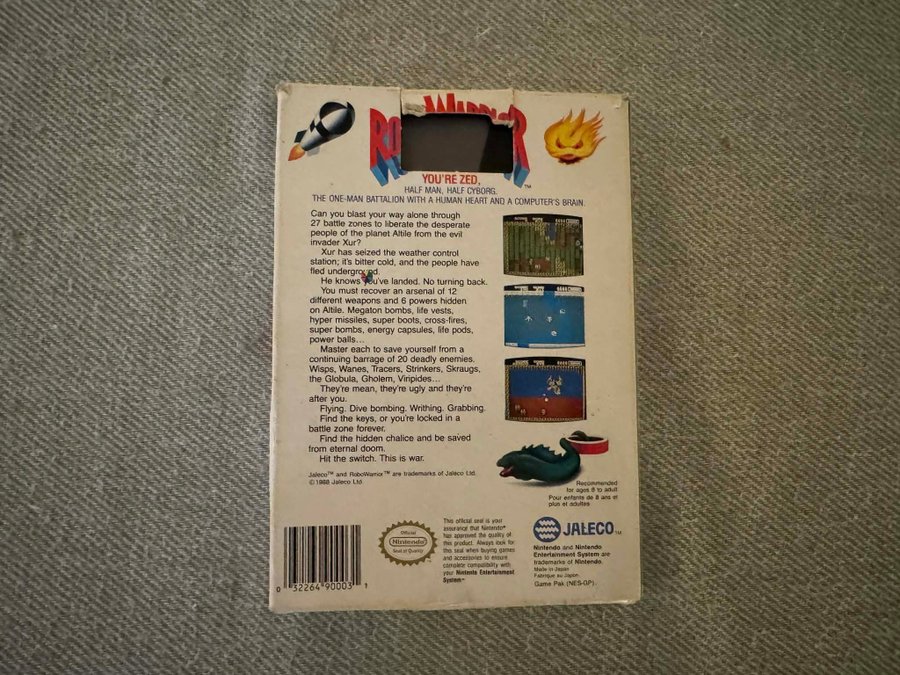 YOU'RE ZED,
HALF MAN, HALF CYBORG.
THE ONE-MAN BATTALION WITH A HUMAN HEART AND A COMPUTER'S BRAIN.
Can you blast your way alone through
27 battle zones to liberate the desperate
people of the planet Altile from the evil
invader Xur?
Xur has seized the weather control
station; it's bitter cold, and the people have
fled underground.
He knows you've landed. No turning back.
You must recover an arsenal of 12
different weapons and 6 powers hidden
on Altile. Megaton bombs, life vests,
hyper missiles, super boots, cross-fires,
super bombs, energy capsules, life pods,
power balls...
Master each to save yourself from a
continuing barrage of 20 deadly enemies.
Wisps, Wanes, Tracers, Strinkers, Skraugs,
the Globula, Gholem, Viripides...
They're mean, they're ugly and they're
after you.
Flying. Dive bombing. Writhing. Grabbing.
Find the keys, or you're locked in a
battle zone forever.
Find the hidden chalice and be saved
from eternal doom.
Hit the switch. This is war.
Jaleco™ and RoboWarrior™ are trademarks of Jaleco Ltd.
©1988 Jaleco Ltd.
Recommended
for ages 8 to adult
Pour enfants de 8 ans et
plus et adultes
0 32264 90003 1
Official
Nintendo
Seal of Quality
This official seal is your
assurance that Nintendo®
has approved the quality of
this product. Always look for
this seal when buying games
and accessories to ensure
complete compatibility with
your Nintendo Entertainment
System™
JALECO™
Nintendo and Nintendo
Entertainment System are
trademarks of Nintendo.
Made in Japan
Fabriqué au Japon
Game Pak (NES-GP)